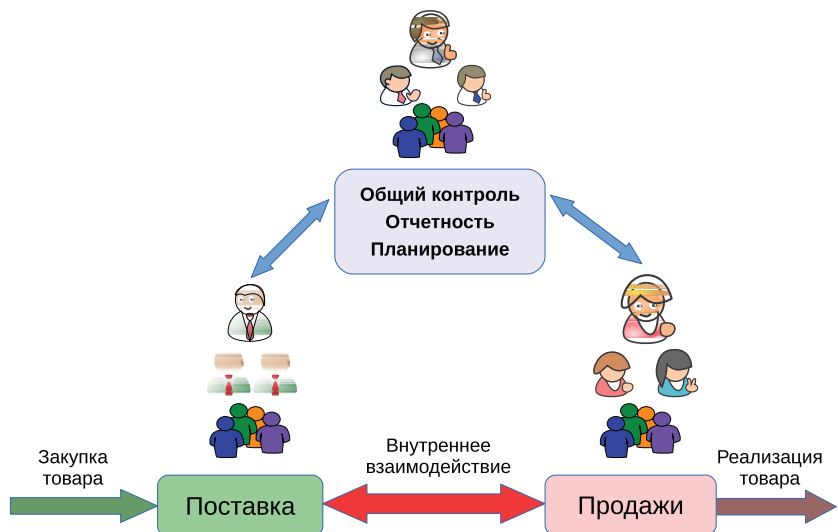 Общий контроль
Отчетность
Планирование
Закупка
товара
Внутреннее
взаимодействие
Реализация
товара
Поставка
Продажи